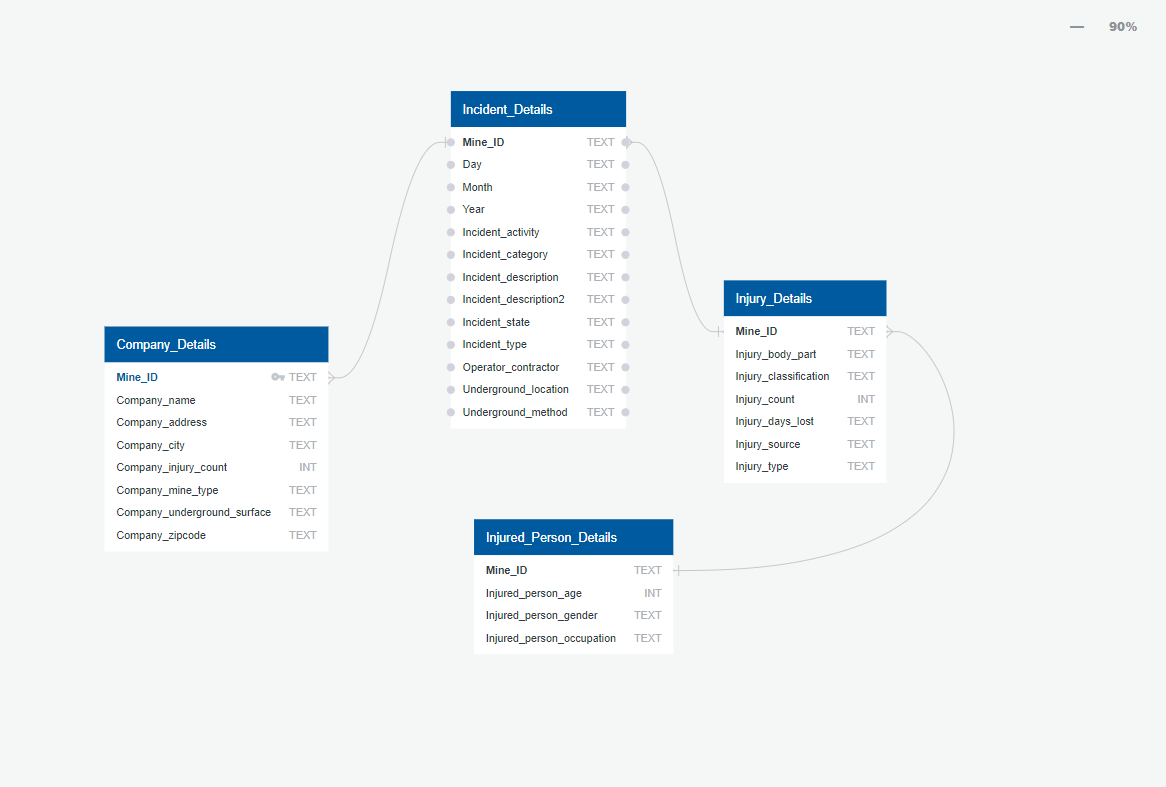 90%
Incident_Details
Mine_ID TEXT
Day TEXT
Month TEXT
Year TEXT
Incident_activity TEXT
Incident_category TEXT
Incident_description TEXT
Incident_description2 TEXT
Incident_state TEXT
Incident_type TEXT
Operator_contractor TEXT
Underground_location TEXT
Underground_method TEXT
Injury_Details
Mine_ID TEXT
Injury_body_part TEXT
Injury_classification TEXT
Injury_count INT
Injury_days_lost TEXT
Injury_source TEXT
Injury_type TEXT
Company_Details
Mine_ID TEXT
Company_name TEXT
Company_address TEXT
Company_city TEXT
Company_injury_count INT
Company_mine_type TEXT
Company_underground_surface TEXT
Company_zipcode TEXT
Injured_Person_Details
Mine_ID TEXT
Injured_person_age INT
Injured_person_gender TEXT
Injured_person_occupation TEXT